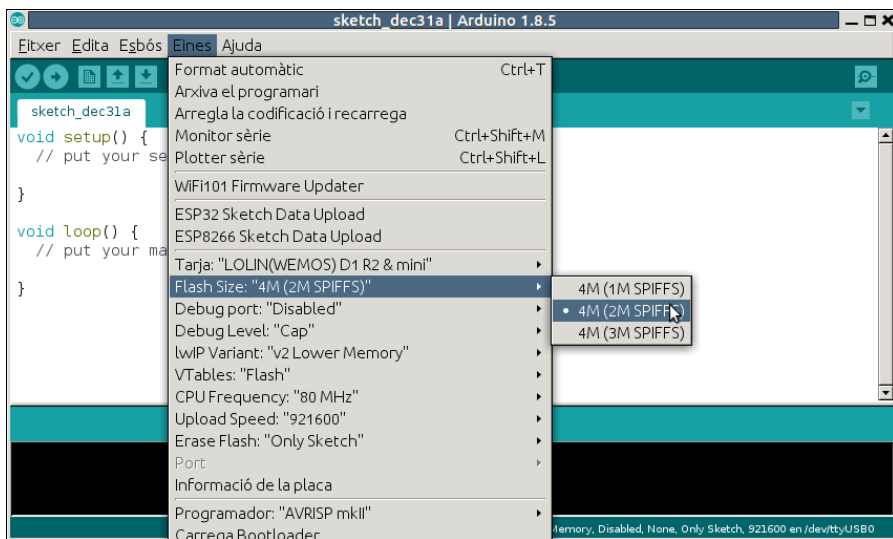 sketch_dec31a | Arduino 1.8.5
Fitxer Edita Esbós Eines Ajuda
sketch_dec31a
void setup() {
// put your se
}
void loop() {
// put your ma
}
Format automàtic Ctrl+T
Arxiva el programari
Arregla la codificació i recarrega
Monitor sèrie Ctrl+Shift+M
Plotter sèrie Ctrl+Shift+L
WiFi101 Firmware Updater
ESP32 Sketch Data Upload
ESP8266 Sketch Data Upload
Tarja: "LOLIN(WEMOS) D1 R2 & mini"
Flash Size: "4M (2M SPIFFS)"
Debug port: "Disabled"
Debug Level: "Cap"
lwIP Variant: "v2 Lower Memory"
VTables: "Flash"
CPU Frequency: "80 MHz"
Upload Speed: "921600"
Erase Flash: "Only Sketch"
Port
Informació de la placa
Programador: "AVRISP mkII"
Carrega Bootloader
4M (1M SPIFFS)
4M (2M SPIFFS)
4M (3M SPIFFS)
Memory, Disabled, None, Only Sketch, 921600 en /dev/ttyUSB0